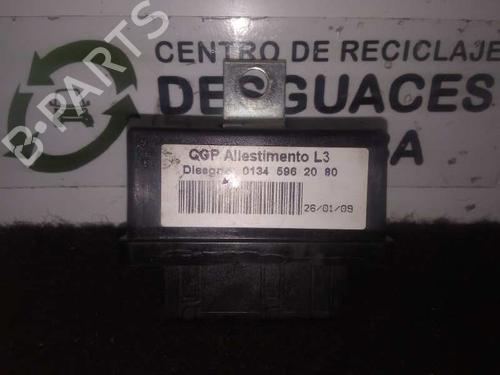 CENTRO DE RECICLAJE
DESGUACES
B-PARTS
QGP Allestimento L3
Disegno 0134 596 20 80
26/01/09